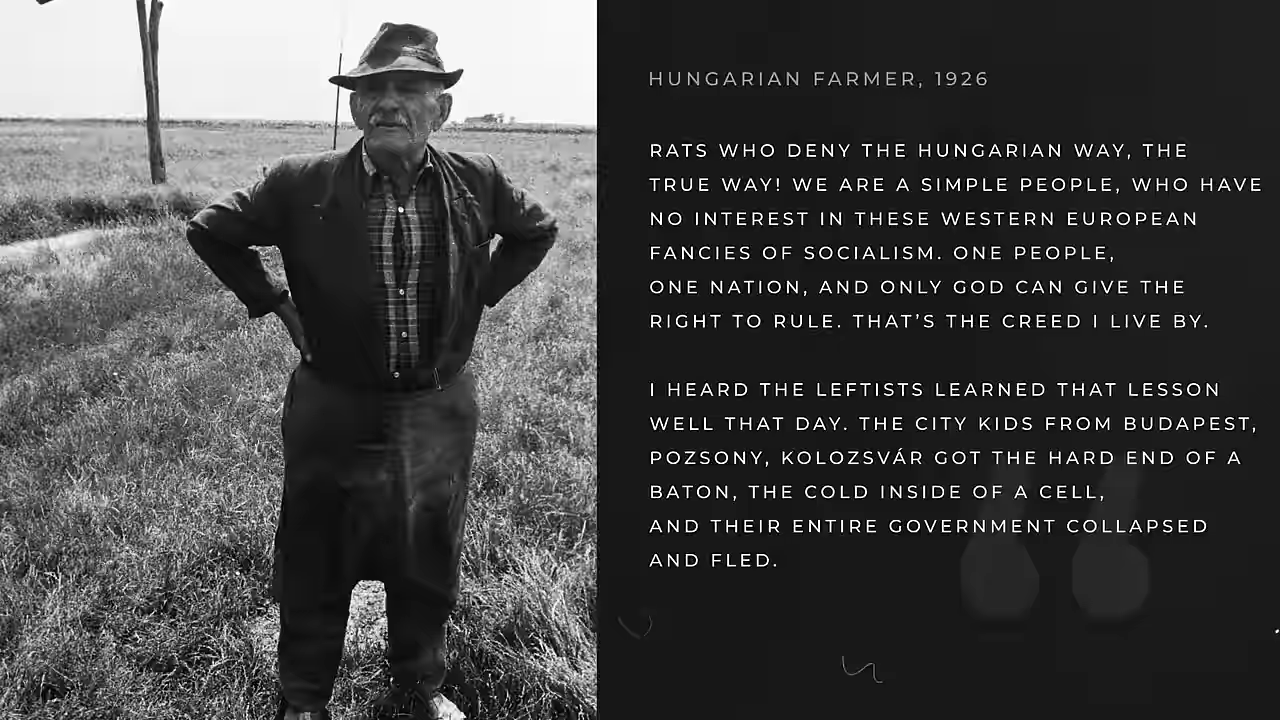 HUNGARIAN FARMER, 1926
RATS WHO DENY THE HUNGARIAN WAY, THE
TRUE WAY! WE ARE A SIMPLE PEOPLE, WHO HAVE
NO INTEREST IN THESE WESTERN EUROPEAN
FANCIES OF SOCIALISM. ONE PEOPLE,
ONE NATION, AND ONLY GOD CAN GIVE THE
RIGHT TO RULE. THAT’S THE CREED I LIVE BY.
I HEARD THE LEFTISTS LEARNED THAT LESSON
WELL THAT DAY. THE CITY KIDS FROM BUDAPEST,
POZSONY, KOLOZSVÁR GOT THE HARD END OF A
BATON, THE COLD INSIDE OF A CELL,
AND THEIR ENTIRE GOVERNMENT COLLAPSED
AND FLED.